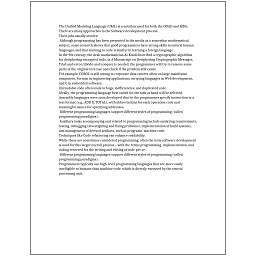 The Unified Modeling Language (UML) is a notation used for both the OOAD and MDA.
There are many approaches to the Software development process.
Their jobs usually involve:
Although programming has been presented in the media as a somewhat mathematical
subject, some research shows that good programmers have strong skills in natural human
languages, and that learning to code is similar to learning a foreign language.
In the 9th century, the Arab mathematician Al-Kindi described a cryptographic algorithm
for deciphering encrypted code, in A Manuscript on Deciphering Cryptographic Messages.
Trial-and-error/divide-and-conquer is needed: the programmer will try to remove some
parts of the original test case and check if the problem still exists.
For example, COBOL is still strong in corporate data centers often on large mainframe
computers, Fortran in engineering applications, scripting languages in Web development,
and C in embedded software.
Unreadable code often leads to bugs, inefficiencies, and duplicated code.
Ideally, the programming language best suited for the task at hand will be selected.
Assembly languages were soon developed that let the programmer specify instruction in a
text format (e.g., ADD X, TOTAL), with abbreviations for each operation code and
meaningful names for specifying addresses.
Different programming languages support different styles of programming (called
programming paradigms).
Auxiliary tasks accompanying and related to programming include analyzing requirements,
testing, debugging (investigating and fixing problems), implementation of build systems,
and management of derived artifacts, such as programs' machine code.
Techniques like Code refactoring can enhance readability.
While these are sometimes considered programming, often the term software development
is used for this larger overall process – with the terms programming, implementation, and
coding reserved for the writing and editing of code per se.
Different programming languages support different styles of programming (called
programming paradigms).
Programmers typically use high-level programming languages that are more easily
intelligible to humans than machine code, which is directly executed by the central
processing unit.